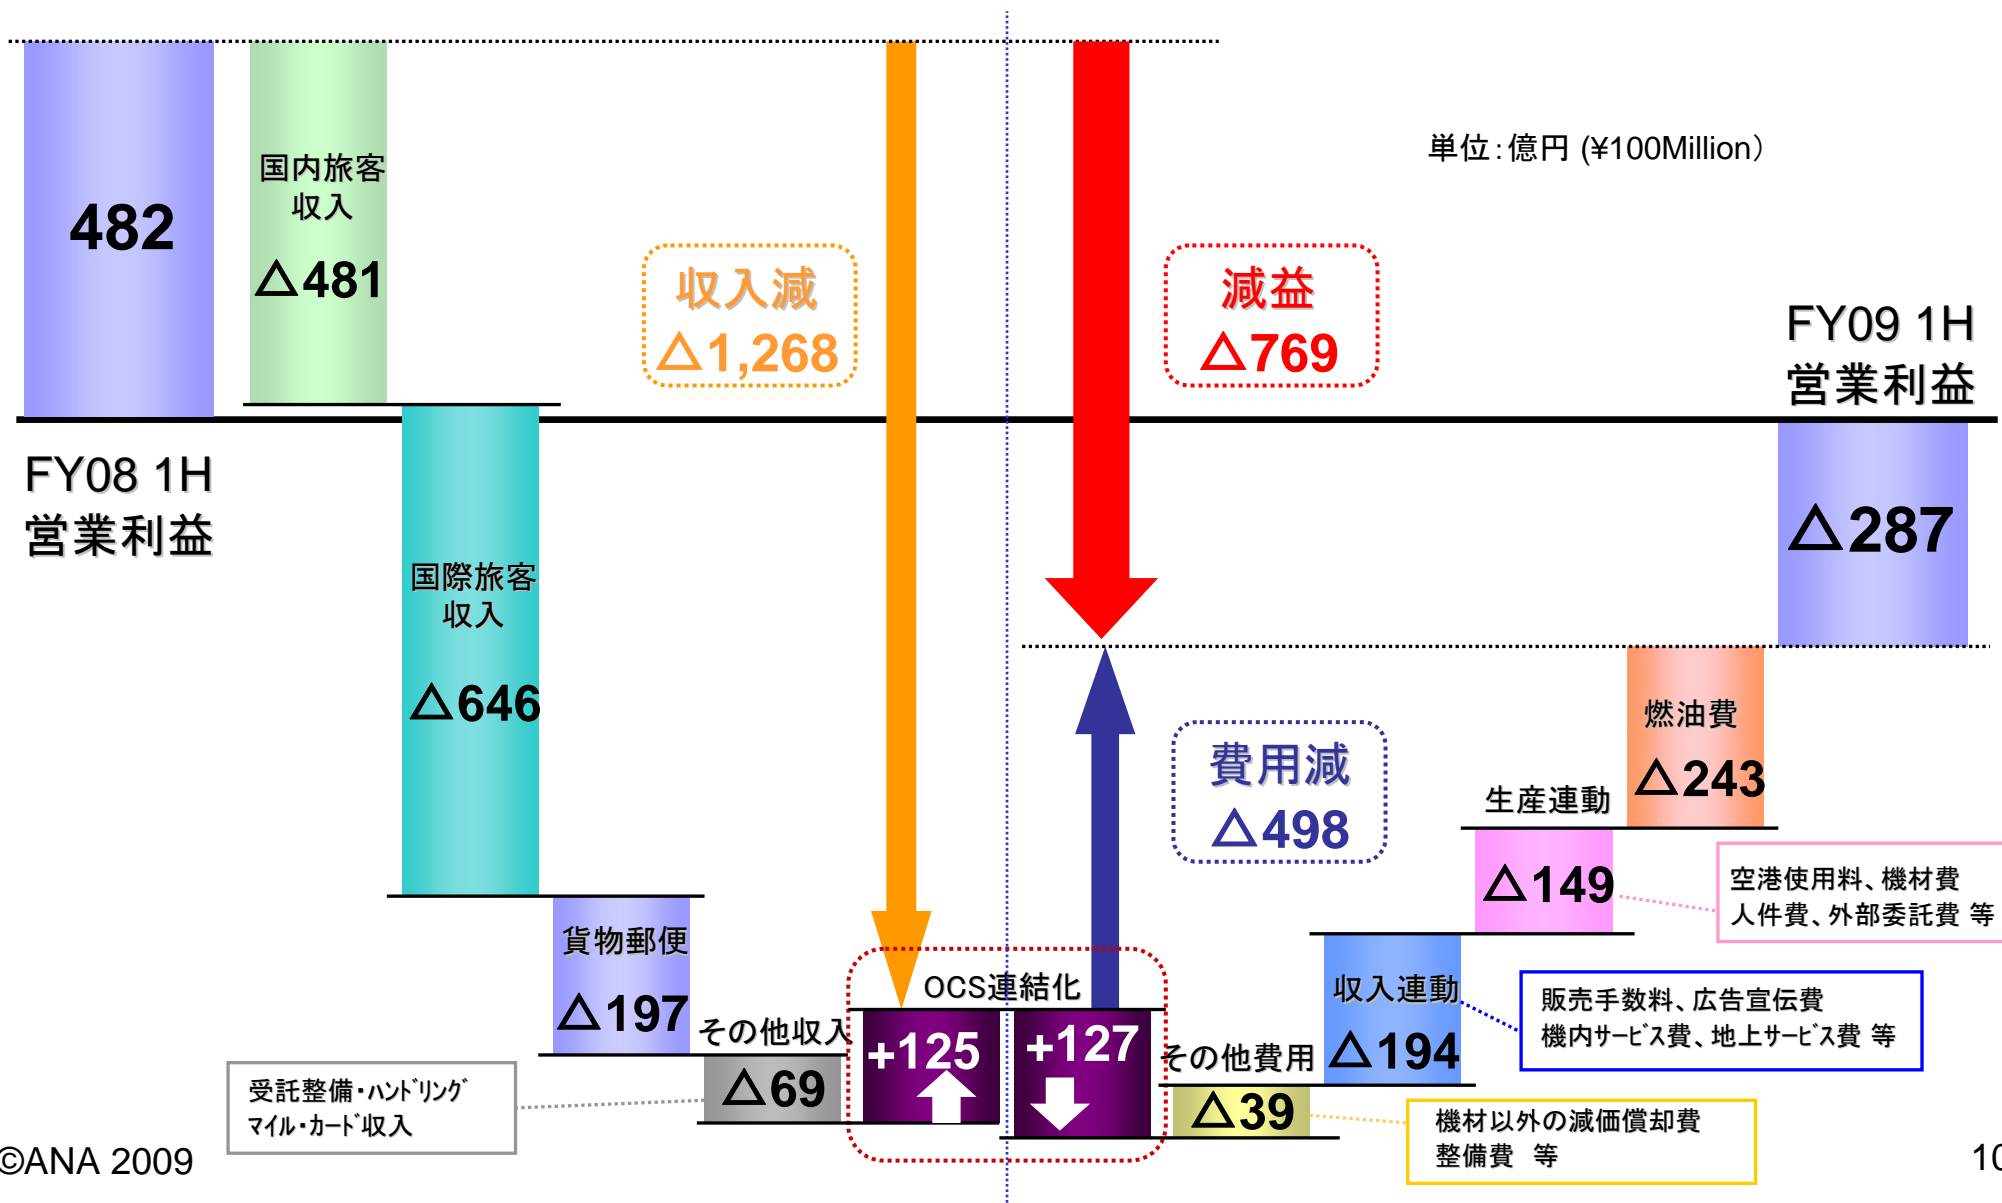 単位：億円 (¥100Million）
482
FY08 1H
営業利益
国内旅客
収入
△481
国際旅客
収入
△646
貨物郵便
△197
その他収入
△69
受託整備・ハンドリング
マイル・カード収入
収入減
△1,268
減益
△769
OCS連結化
+125
+127
費用減
△498
その他費用
△39
機材以外の減価償却費
整備費 等
収入連動
△194
販売手数料、広告宣伝費
機内サービス費、地上サービス費 等
生産連動
△149
空港使用料、機材費
人件費、外部委託費 等
燃油費
△243
FY09 1H
営業利益
△287
©ANA 2009
10